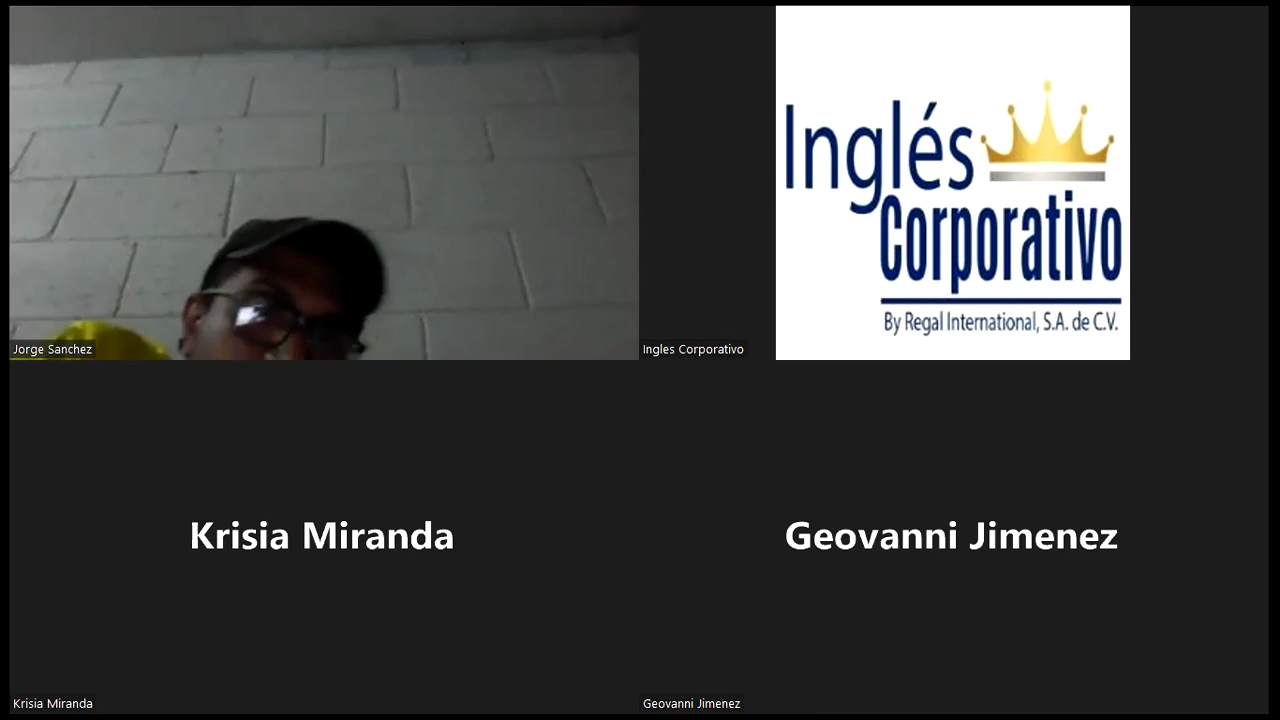 Inglés
Corporativo
By Regal International, S.A. de C.V.
Jorge Sanchez
Ingles Corporativo
Krisia Miranda
Geovanni Jimenez
Krisia Miranda
Geovanni Jimenez